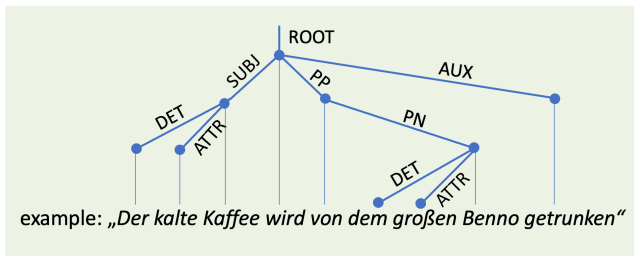 ROOT
SUBJ
PP
AUX
DET
ATTR
PN
DET
ATTR
example: „Der kalte Kaffee wird von dem großen Benno getrunken“